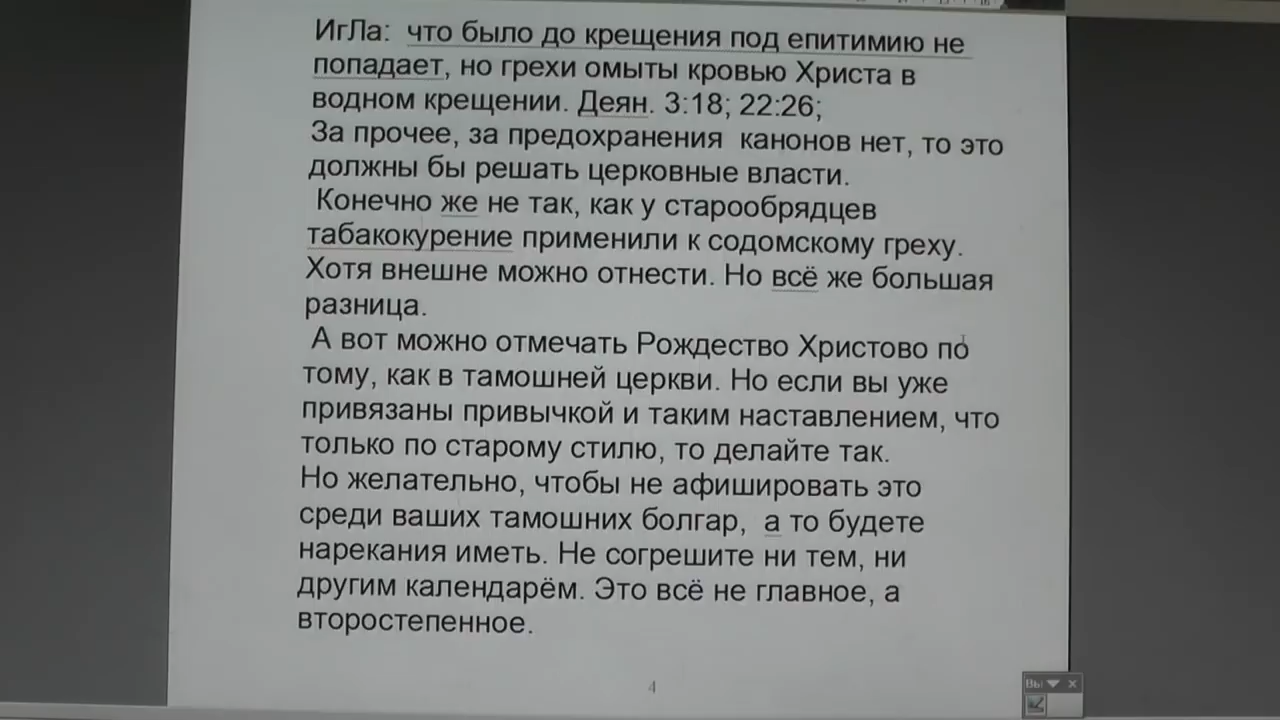 ИгЛа:  что было до крещения под епитимию не
попадает, но грехи омыты кровью Христа в
водном крещении. Деян. 3:18; 22:26;
За прочее, за предохранения  канонов нет, то это
должны бы решать церковные власти.
Конечно же не так, как у старообрядцев
табакокурение применили к содомскому греху.
Хотя внешне можно отнести. Но всё же большая
разница.
А вот можно отмечать Рождество Христово по
тому, как в тамошней церкви. Но если вы уже
привязаны привычкой и таким наставлением, что
только по старому стилю, то делайте так.
Но желательно, чтобы не афишировать это
среди ваших тамошних болгар,  а то будете
нарекания иметь. Не согрешите ни тем, ни
другим календарём. Это всё не главное, а
второстепенное.
4
Вы